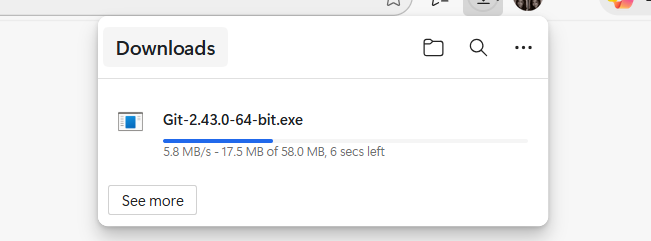 Downloads
Git-2.43.0-64-bit.exe
5.8 MB/s - 17.5 MB of 58.0 MB, 6 secs left
See more